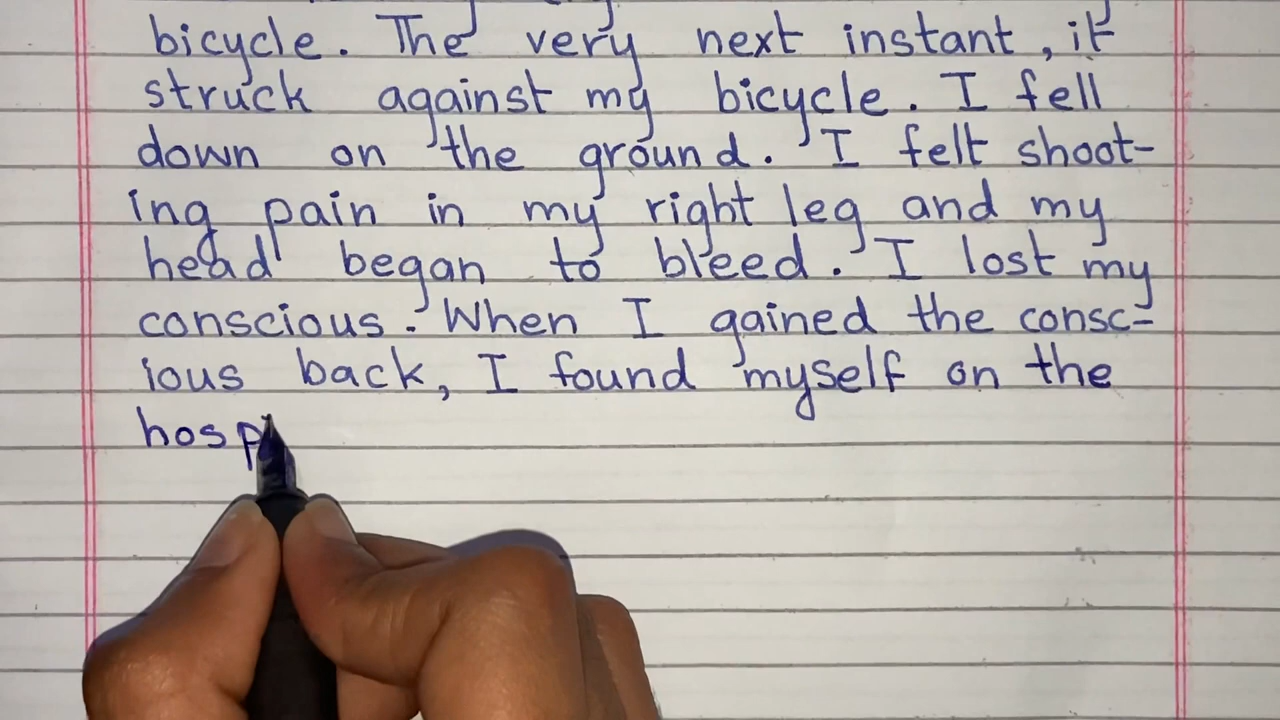 bicycle. The very next instant, it
struck against my bicycle. I fell
down on the ground. I felt shoot-
ing pain in my right leg and my
head began to bleed. I lost my
conscious. When I gained the consc-
ious back, I found myself on the
hosp